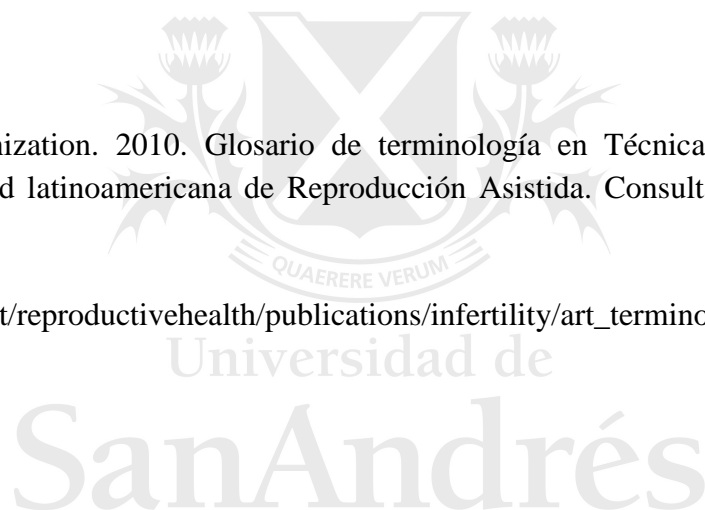 nization. 2010. Glosario de terminología en Técnica
d latinoamericana de Reproducción Asistida. Consult
QUAERERE VERUM
t/reproductivehealth/publications/infertility/art_termino
Universidad de
SanAndrés